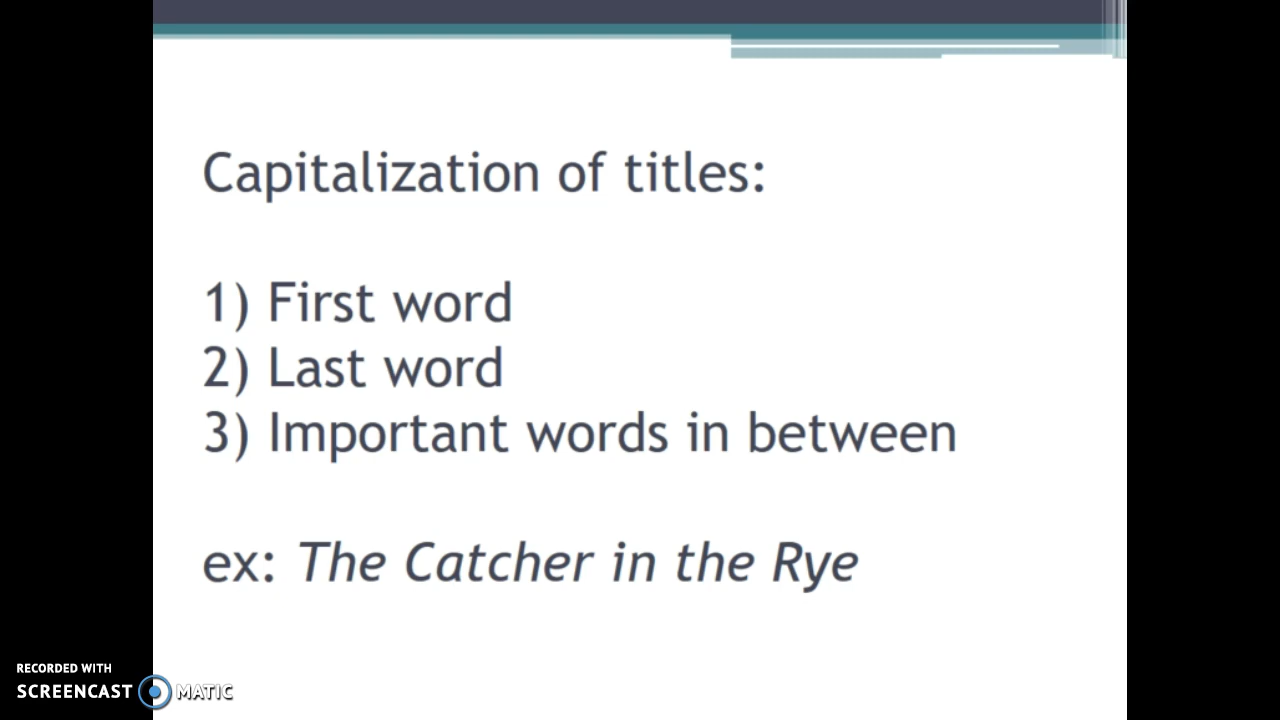 Capitalization of titles:
1) First word
2) Last word
3) Important words in between
ex: The Catcher in the Rye
RECORDED WITH
SCREENCAST MATIC